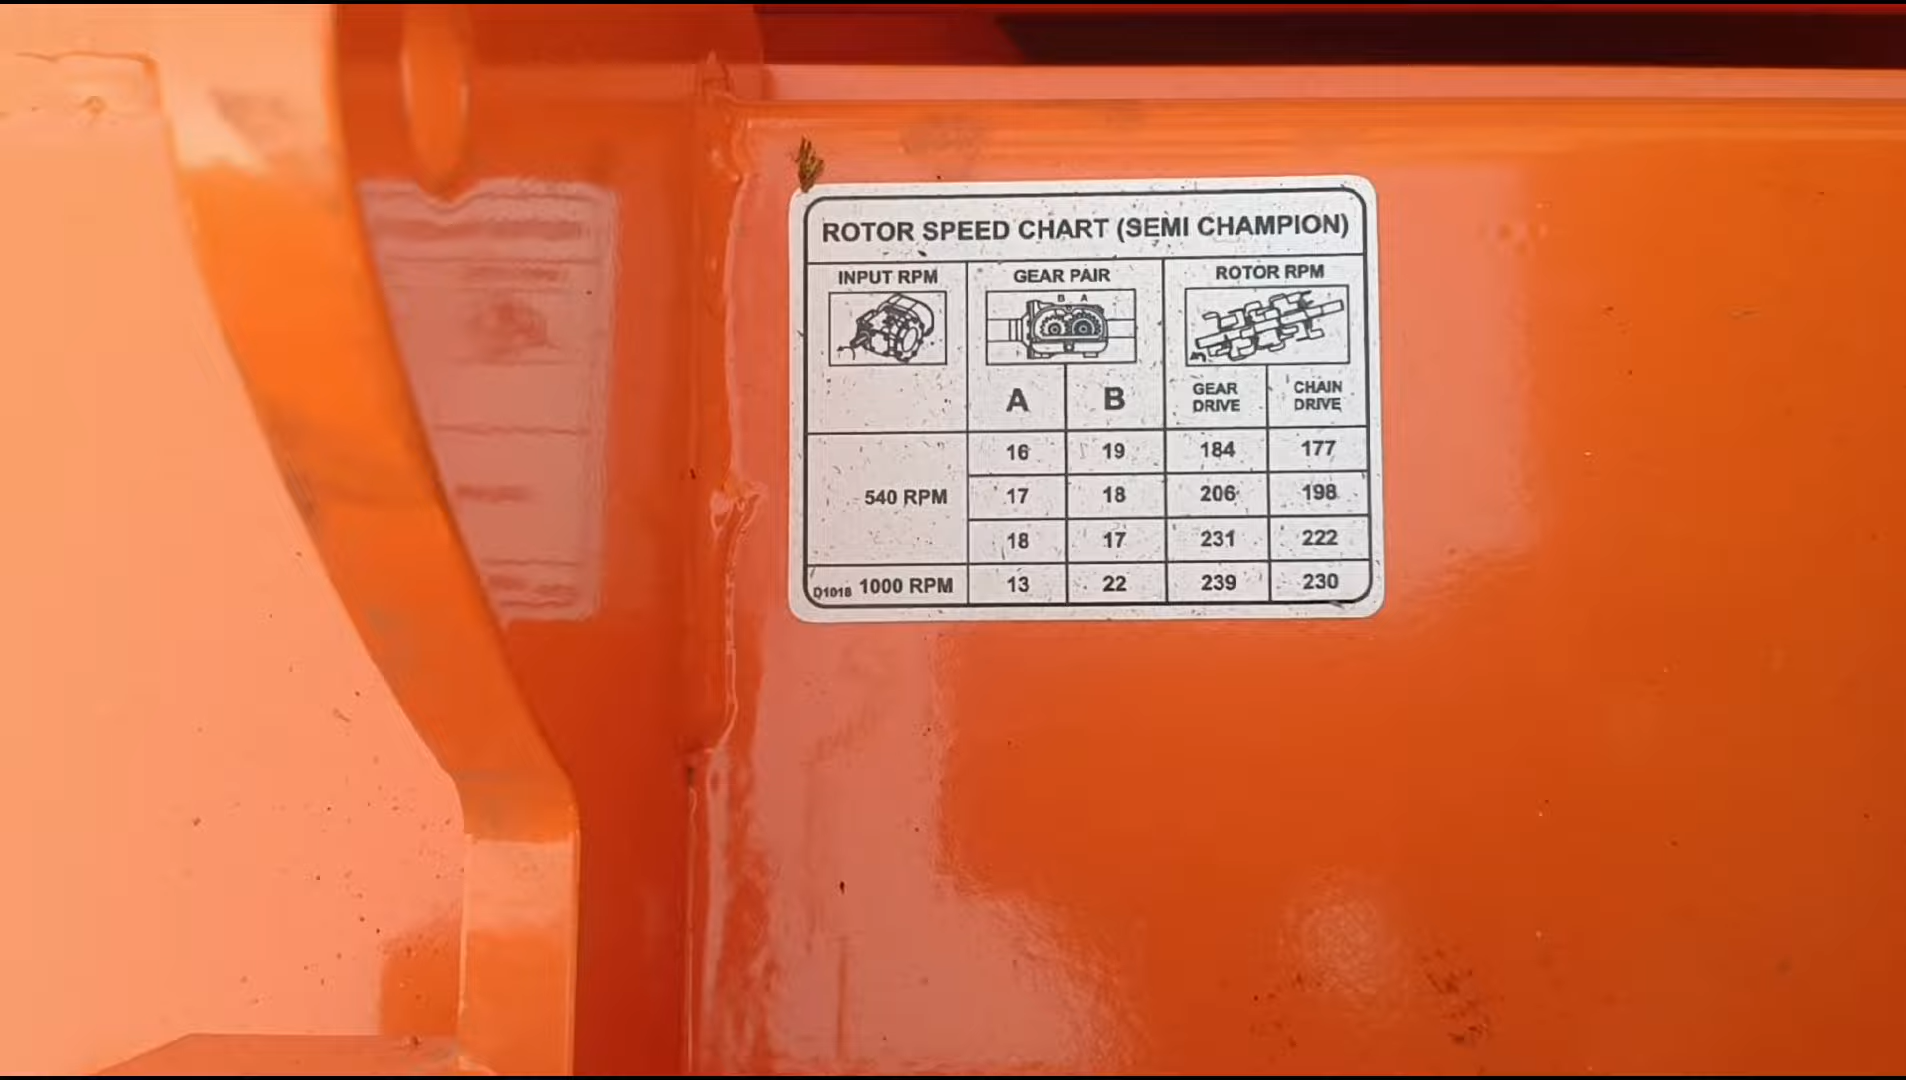 ROTOR SPEED CHART (SEMI CHAMPION)
INPUT RPM GEAR PAIR ROTOR RPM
B A
A B GEAR DRIVE CHAIN DRIVE
540 RPM 16 19 184 177
17 18 206 198
18 17 231 222
D1018 1000 RPM 13 22 239 230